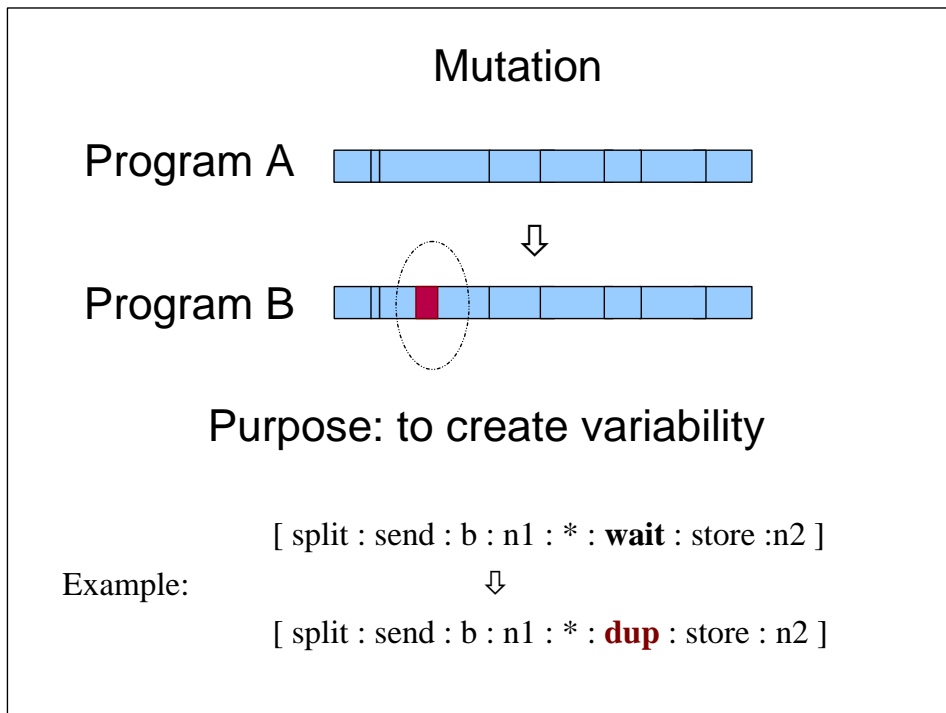 Mutation
Program A
Program B
Purpose: to create variability
[ split : send : b : n1 : * : wait : store :n2 ]
Example:
[ split : send : b : n1 : * : dup : store : n2 ]